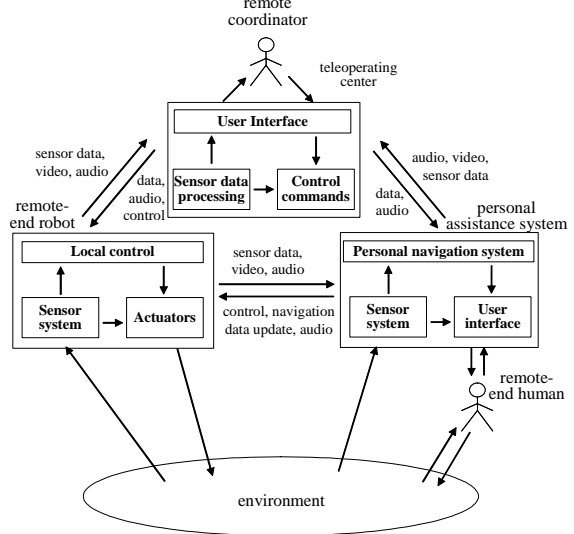 remote
coordinator
teleoperating
center
User Interface
sensor data,
video, audio
audio, video,
sensor data
Sensor data
processing
Control
commands
data,
audio,
control
data,
audio
remote-
end robot
personal
assistance system
Local control
sensor data,
video, audio
Personal navigation system
Sensor
system
Actuators
control, navigation
data update, audio
Sensor
system
User
interface
remote-
end human
environment